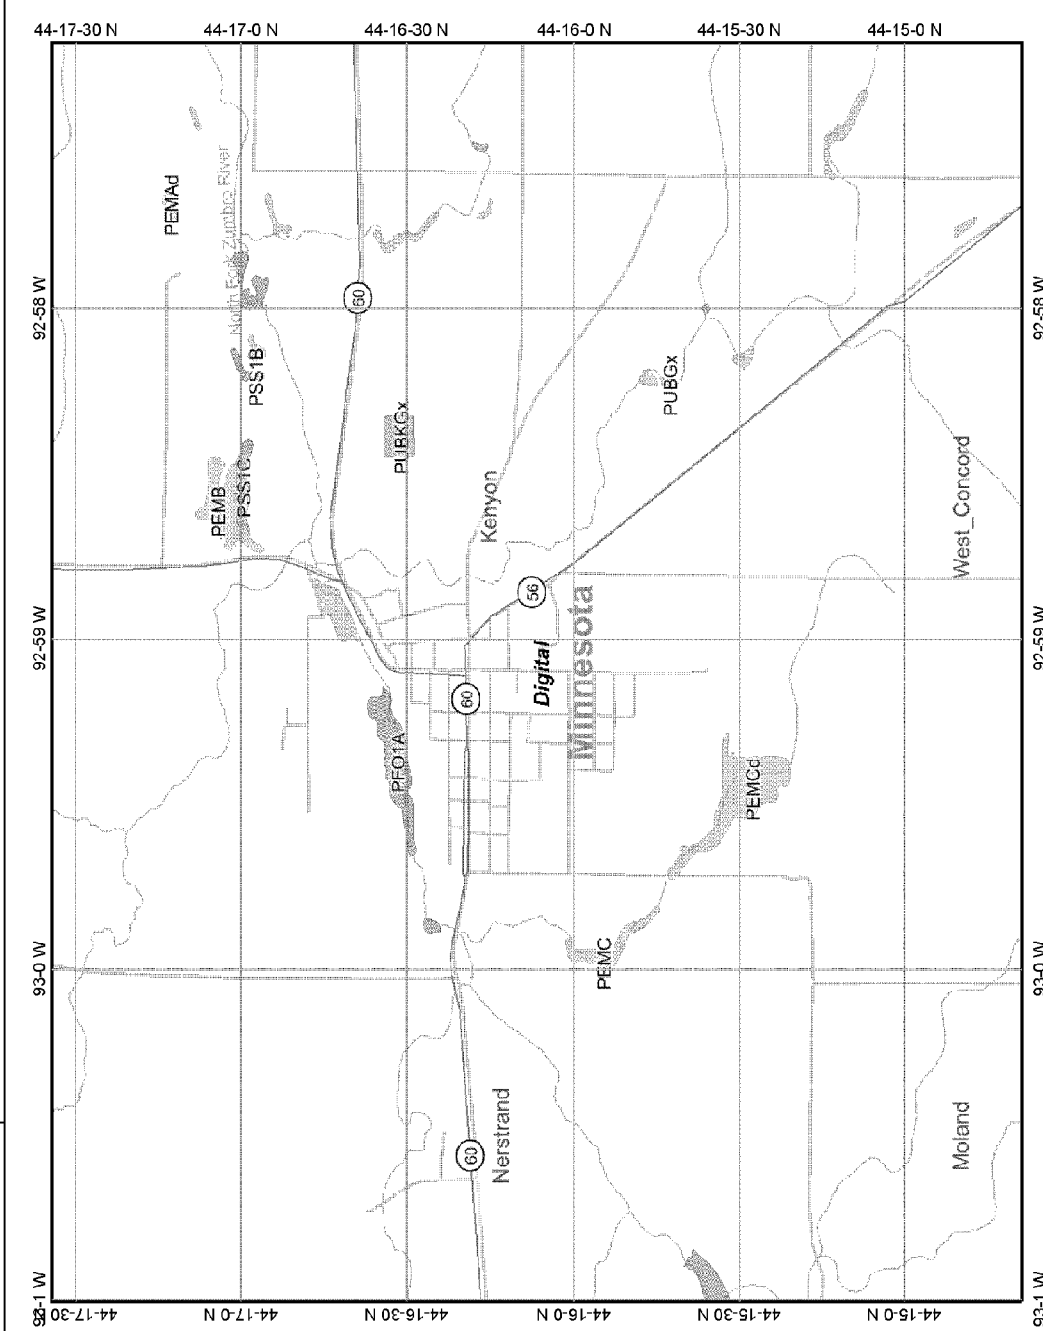 44-17-30 N
44-17-0 N
44-16-30 N
44-16-0 N
44-15-30 N
44-15-0 N
PEMAd
North Fork Zumbro River
92-58 W
60
92-58 W
PSS1B
PUBGx
PUBKGx
PEMB
PSS1C
Kenyon
West_Concord
56
92-59 W
92-59 W
Digital
Minnesota
60
PFO1A
PEMCd
PEMC
93-0 W
93-0 W
Nerstrand
60
Moland
93-1 W
93-1 W
44-17-30
44-17-0 N
44-16-30 N
44-16-0 N
44-15-30 N
44-15-0 N